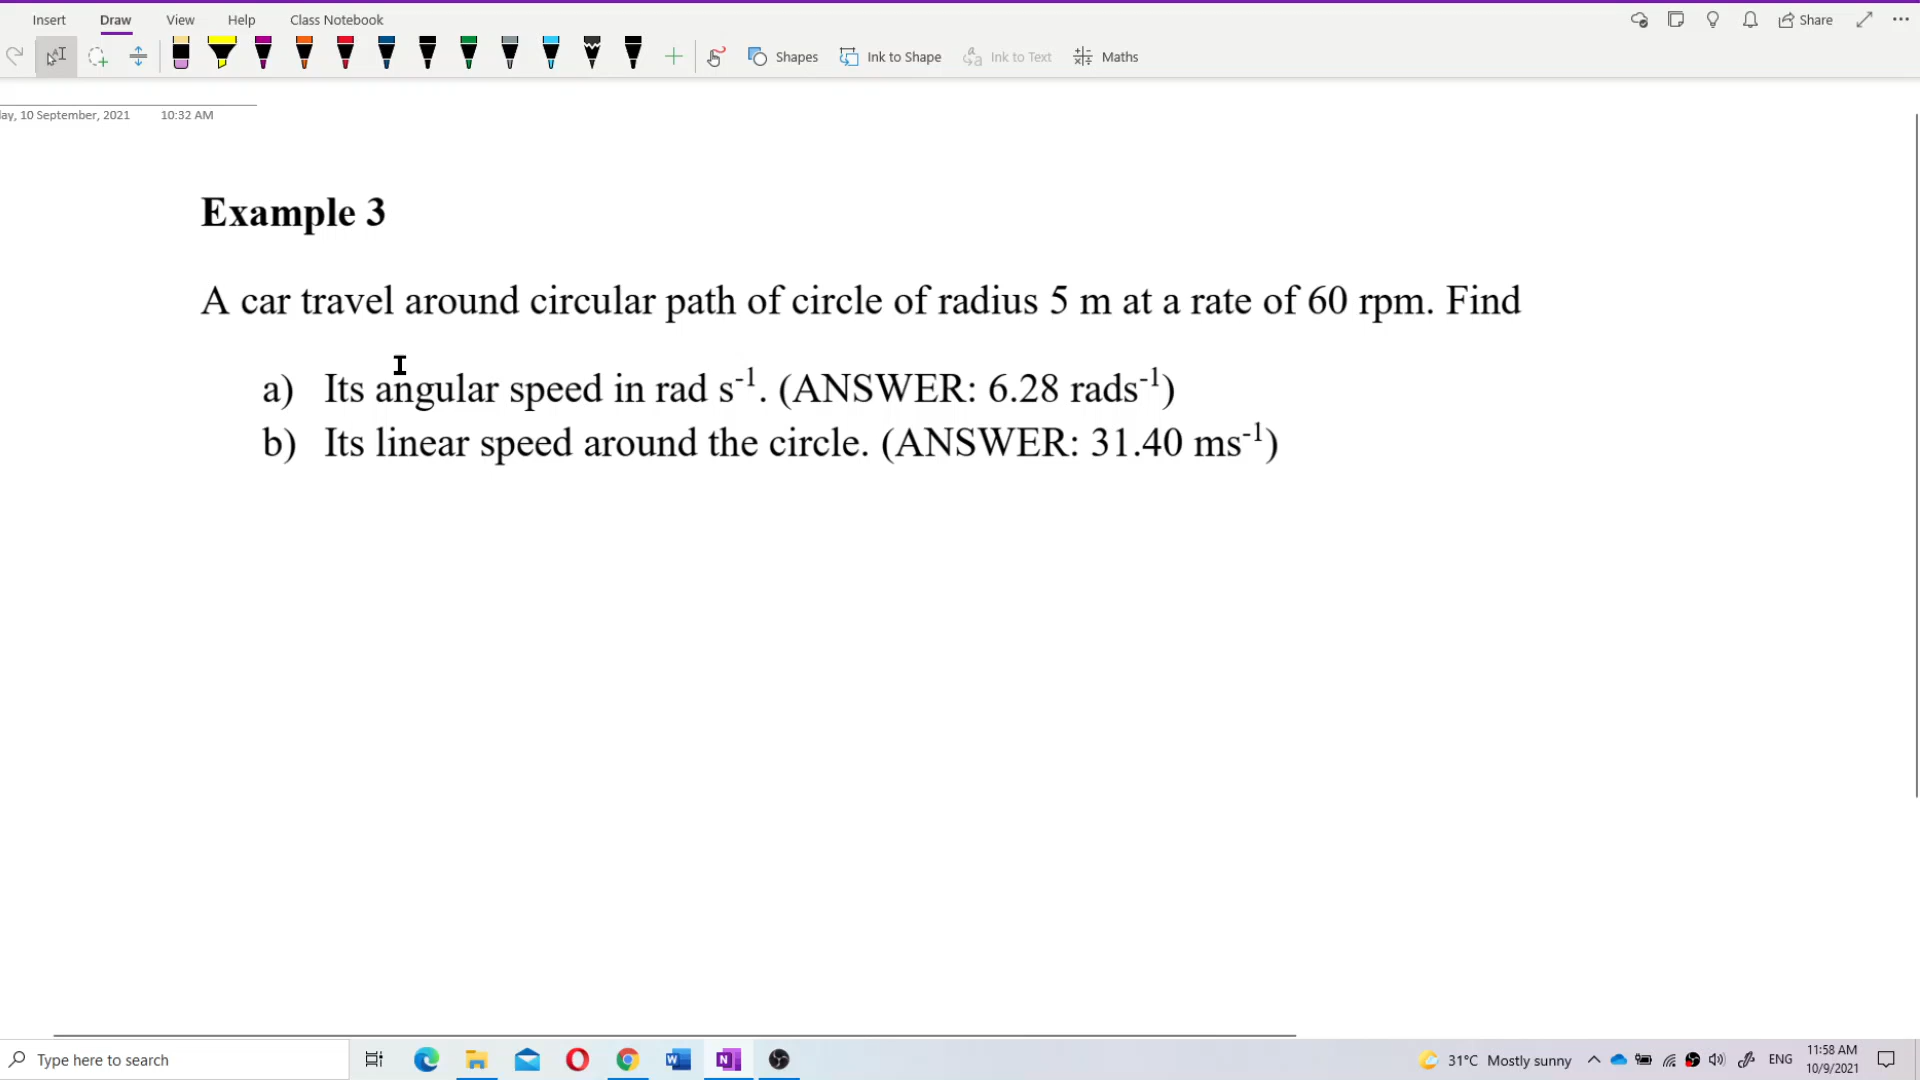 Insert Draw View Help Class Notebook Share
Shapes Ink to Shape Ink to Text Maths
10 September, 2021 10:32 AM
Example 3
A car travel around circular path of circle of radius 5 m at a rate of 60 rpm. Find
a) Its angular speed in rad s⁻¹. (ANSWER: 6.28 rads⁻¹)
b) Its linear speed around the circle. (ANSWER: 31.40 ms⁻¹)
Type here to search
31°C Mostly sunny
ENG
11:58 AM
10/9/2021